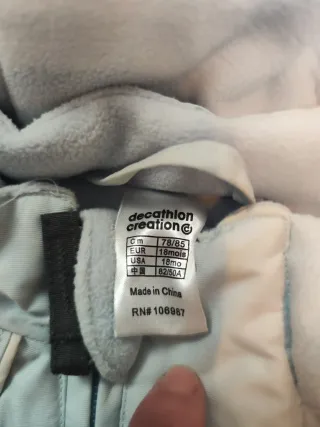 decathlon
creation©
cm 78/85
EUR 18mois
USA 18mo
中国 82/50A
Made in China
RN# 106967